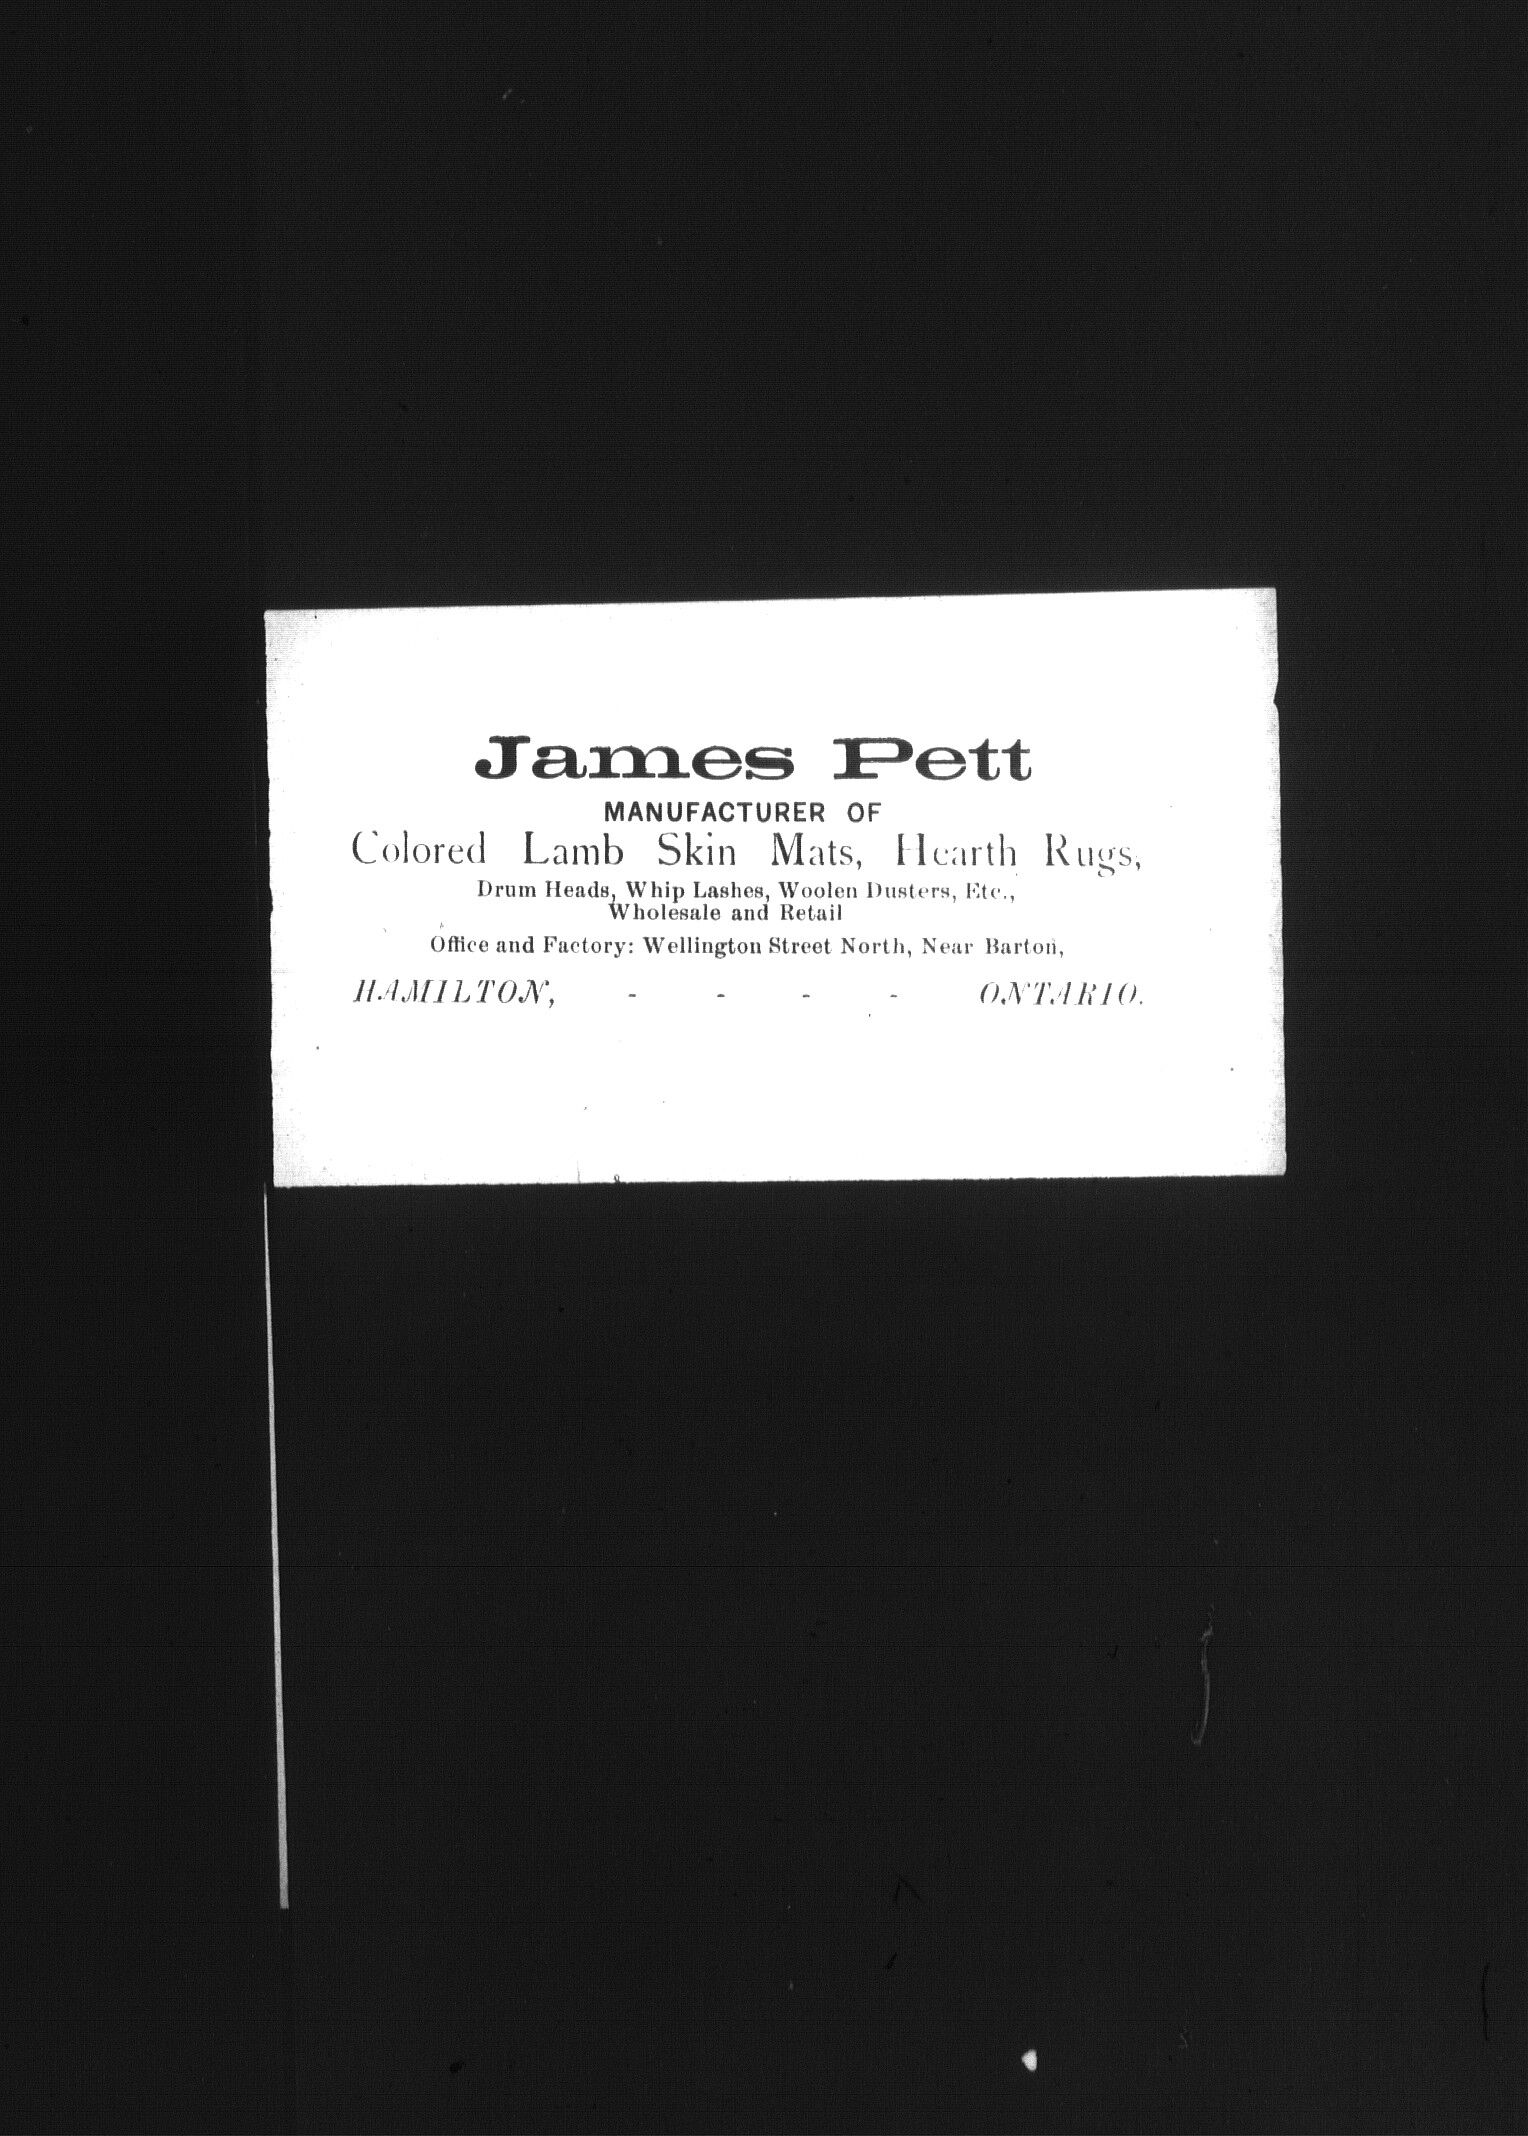 James Pett
MANUFACTURER OF
Colored Lamb Skin Mats, Hearth Rugs,
Drum Heads, Whip Lashes, Woolen Dusters, Etc.,
Wholesale and Retail
Office and Factory: Wellington Street North, Near Barton,
HAMILTON, - - - - ONTARIO.